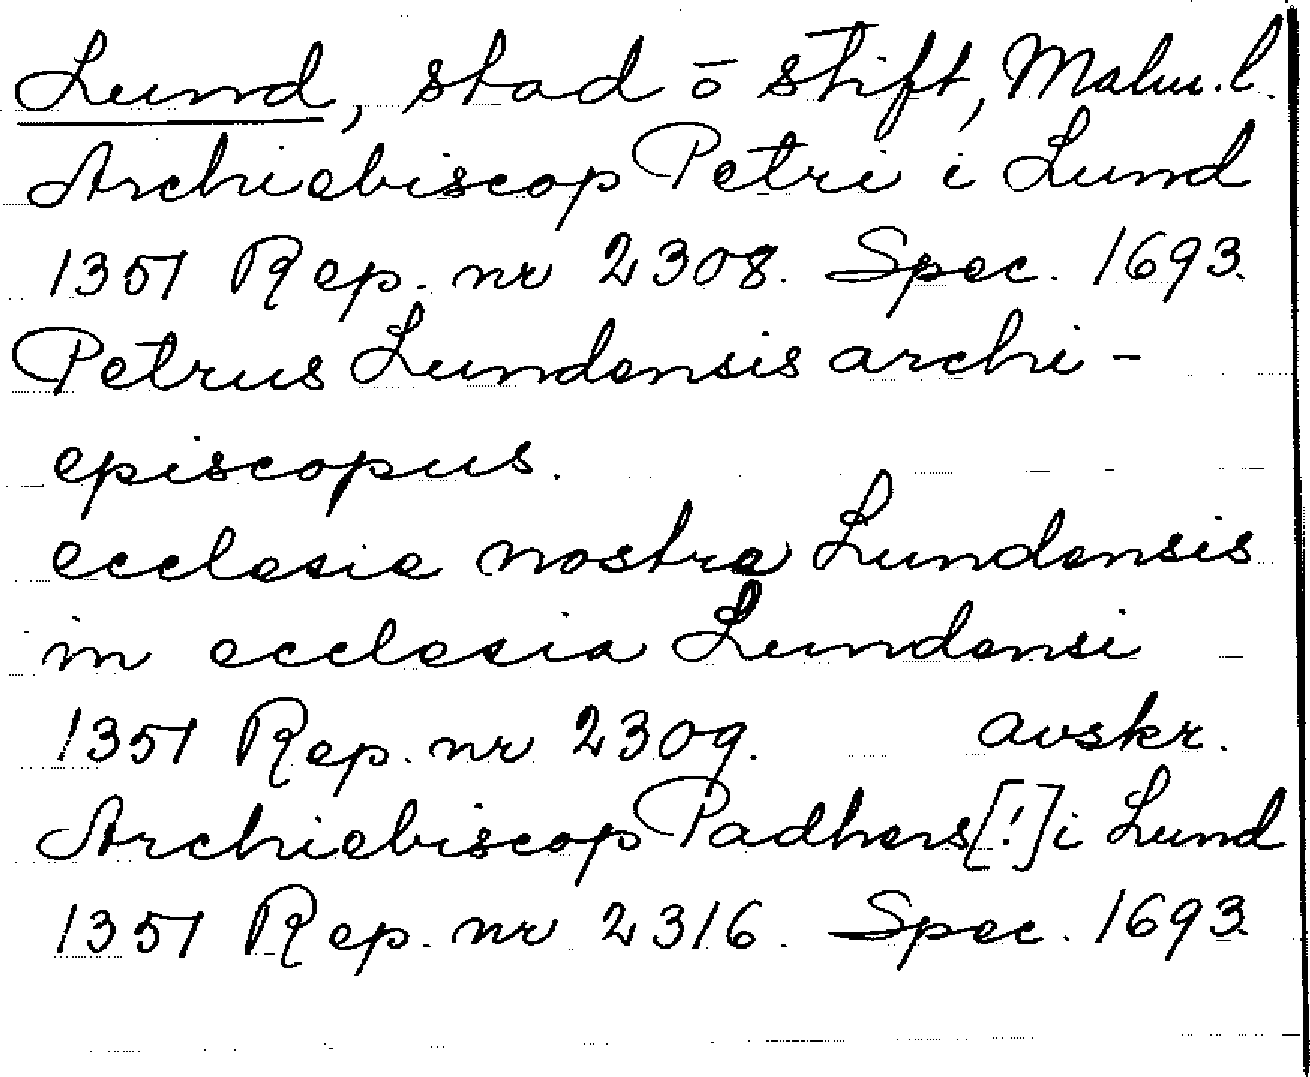 Lund, stad o stift, Malm. l.
Archiebiscop Petri i Lund
1351 Rep. nr 2308. Spec. 1693.
Petrus Lundensis archi-
episcopus.
ecclesie nostre Lundensis
in ecclesia Lundensi
1351 Rep. nr 2309. avskr.
Archiebiscop Padhers [!] i Lund
1351 Rep. nr 2316. Spec. 1693.